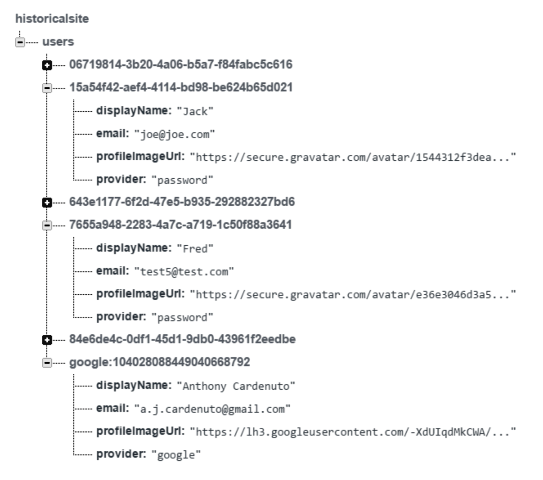 historicalsite
users
06719814-3b20-4a06-b5a7-f84fabc5c616
15a54f42-aef4-4114-bd98-be624b65d021
displayName: "Jack"
email: "joe@joe.com"
profileImageUrl: "https://secure.gravatar.com/avatar/1544312f3dea..."
provider: "password"
643e1177-6f2d-47e5-b935-292882327bd6
7655a948-2283-4a7c-a719-1c50f88a3641
displayName: "Fred"
email: "test5@test.com"
profileImageUrl: "https://secure.gravatar.com/avatar/e36e3046d3a5..."
provider: "password"
84e6de4c-0df1-45d1-9db0-43961f2eedbe
google:104028088449040668792
displayName: "Anthony Cardenuto"
email: "a.j.cardenuto@gmail.com"
profileImageUrl: "https://lh3.googleusercontent.com/-XdUIqdMkCWA/..."
provider: "google"